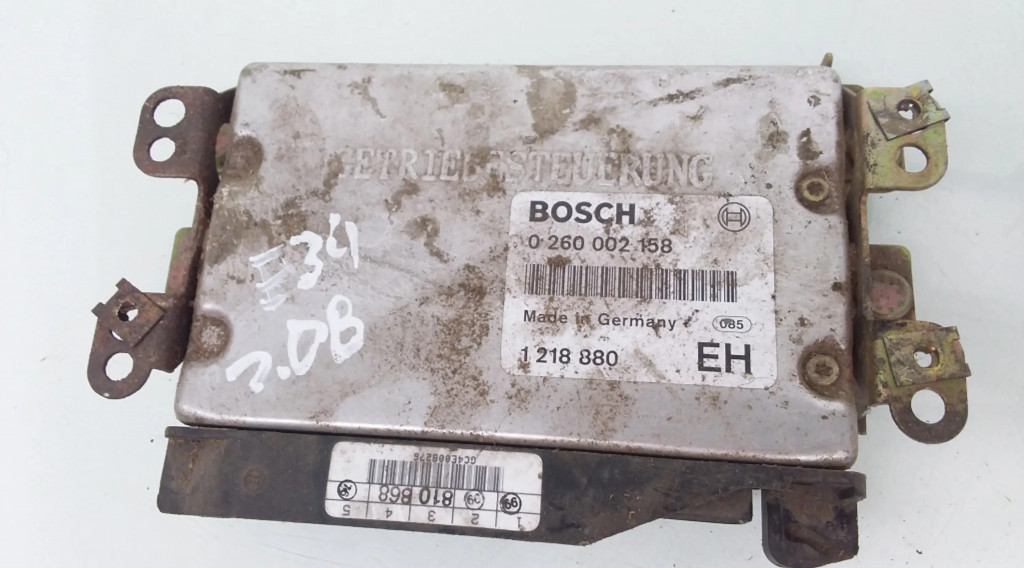 GETRIEBESTEUERUNG
BOSCH
0 260 002 158
Made in Germany
085
1 218 880 EH
E34
2.0B
GC4E008276
810 868
1 2 3 4 5